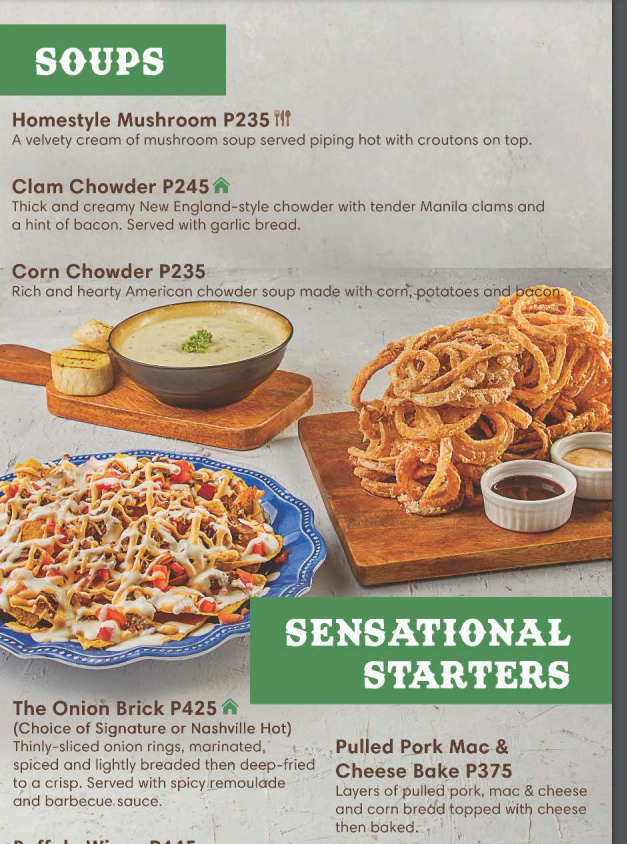 SOUPS
Homestyle Mushroom P235
A velvety cream of mushroom soup served piping hot with croutons on top.
Clam Chowder P245
Thick and creamy New England-style chowder with tender Manila clams and
a hint of bacon. Served with garlic bread.
Corn Chowder P235
Rich and hearty American chowder soup made with corn, potatoes and bacon.
SENSATIONAL
STARTERS
The Onion Brick P425
(Choice of Signature or Nashville Hot)
Thinly-sliced onion rings, marinated,
spiced and lightly breaded then deep-fried
to a crisp. Served with spicy remoulade
and barbecue sauce.
Pulled Pork Mac &
Cheese Bake P375
Layers of pulled pork, mac & cheese
and corn bread topped with cheese
then baked.